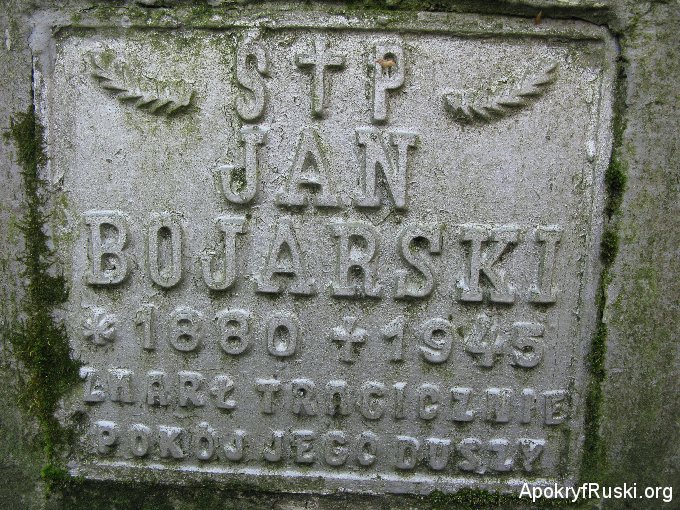 S†P
JAN
BOJARSKI
* 1880 ✝ 1945
ZMARŁ TRAGICZNIE
POKÓJ JEGO DUSZY
ApokryfRuski.org